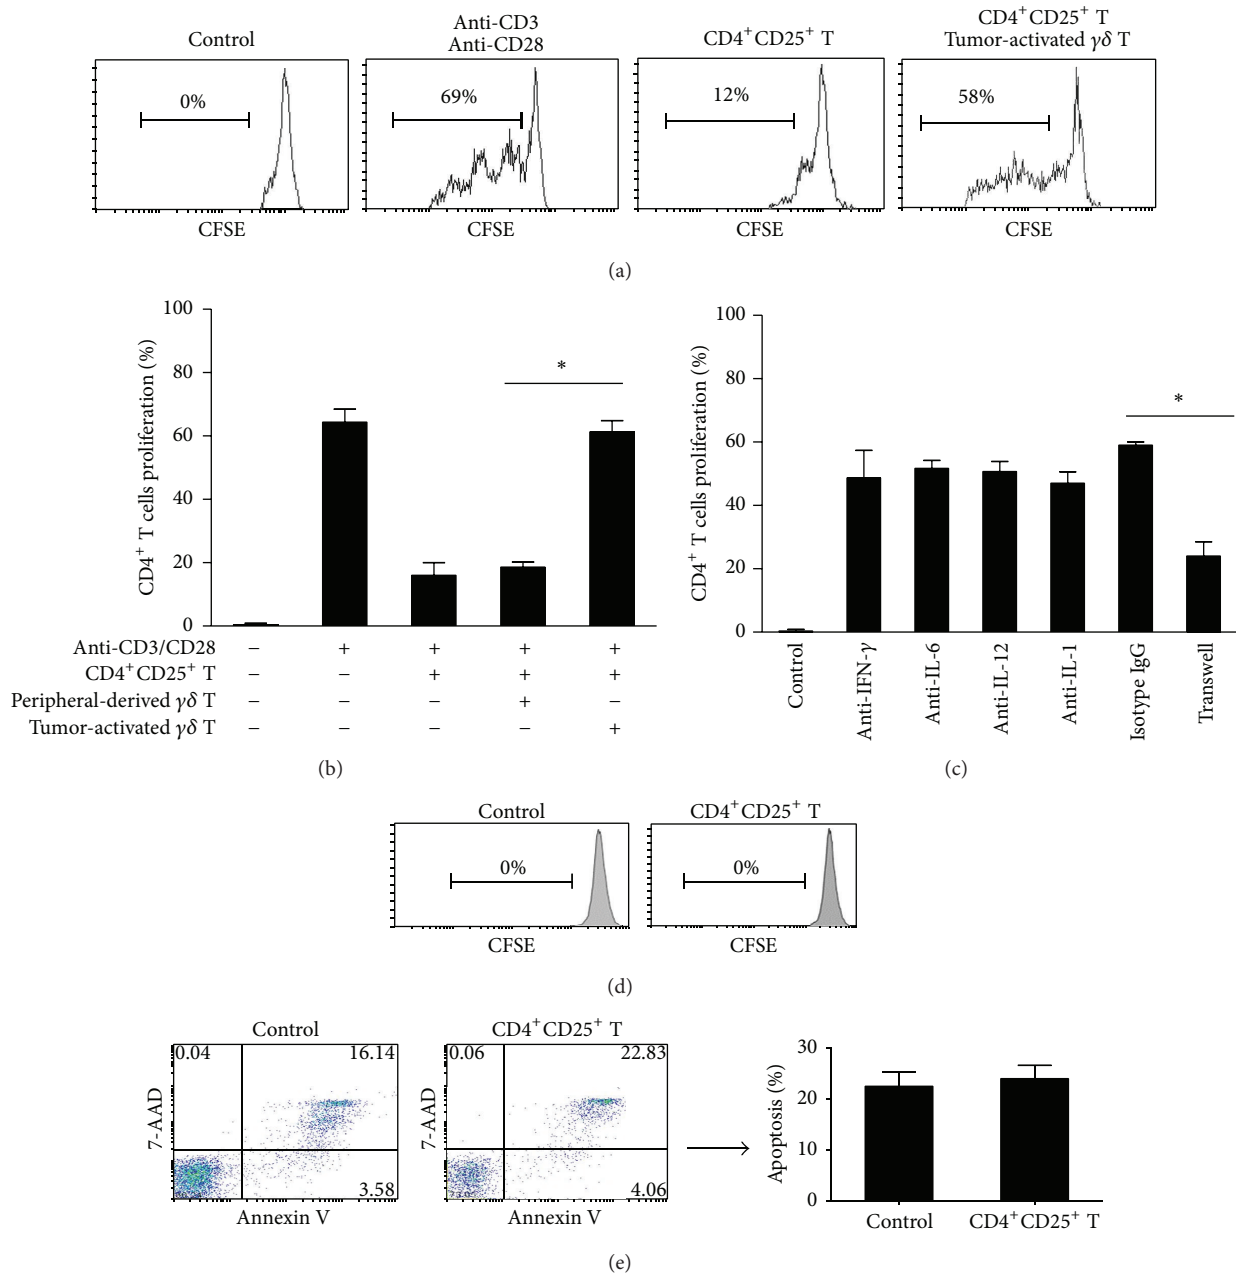 Control
Anti-CD3
Anti-CD28
CD4⁺CD25⁺ T
CD4⁺CD25⁺ T
Tumor-activated γδ T
0%
69%
12%
58%
CFSE
CFSE
CFSE
CFSE
(a)
CD4⁺ T cells proliferation (%)
100
80
60
40
20
0
*
Anti-CD3/CD28 − + + + +
CD4⁺CD25⁺ T − − + + +
Peripheral-derived γδ T − − − + −
Tumor-activated γδ T − − − − +
(b)
CD4⁺ T cells proliferation (%)
100
80
60
40
20
0
*
Control
Anti-IFN-γ
Anti-IL-6
Anti-IL-12
Anti-IL-1
Isotype IgG
Transwell
(c)
Control
CD4⁺CD25⁺ T
0%
0%
CFSE
CFSE
(d)
Control
0.04
16.14
3.58
7-AAD
Annexin V
CD4⁺CD25⁺ T
0.06
22.83
4.06
7-AAD
Annexin V
Apoptosis (%)
30
20
10
0
Control
CD4⁺CD25⁺ T
(e)